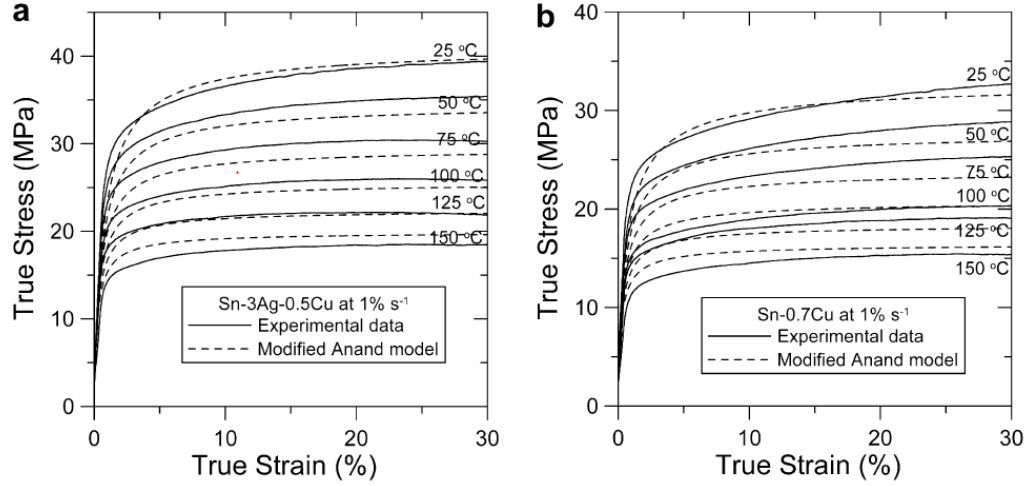 a
True Stress (MPa)
40
30
20
10
0
25 °C
50 °C
75 °C
100 °C
125 °C
150 °C
Sn-3Ag-0.5Cu at 1% s⁻¹
Experimental data
Modified Anand model
0 10 20 30
True Strain (%)
b
True Stress (MPa)
40
30
20
10
0
25 °C
50 °C
75 °C
100 °C
125 °C
150 °C
Sn-0.7Cu at 1% s⁻¹
Experimental data
Modified Anand model
0 10 20 30
True Strain (%)